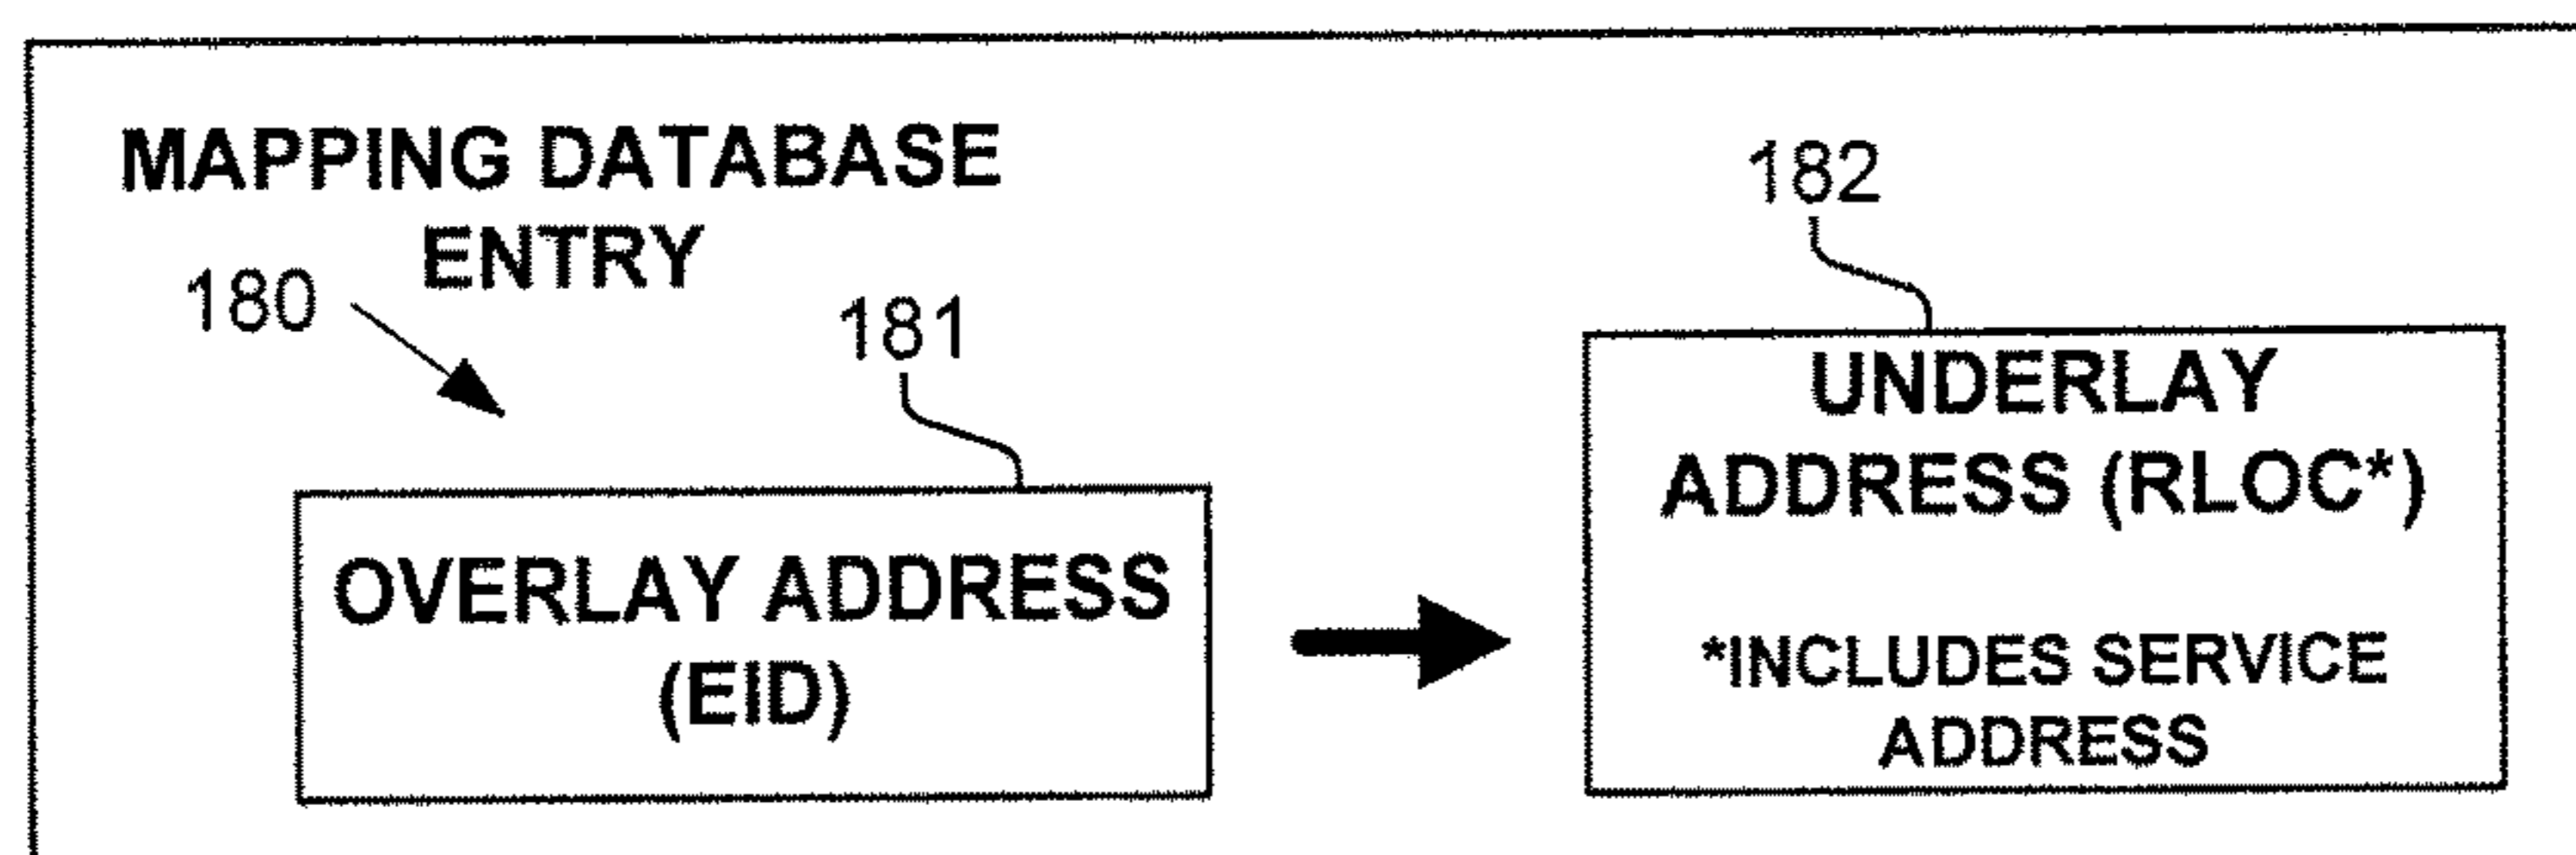 MAPPING DATABASE
ENTRY
180
181
182
OVERLAY ADDRESS
(EID)
UNDERLAY
ADDRESS (RLOC*)
*INCLUDES SERVICE
ADDRESS